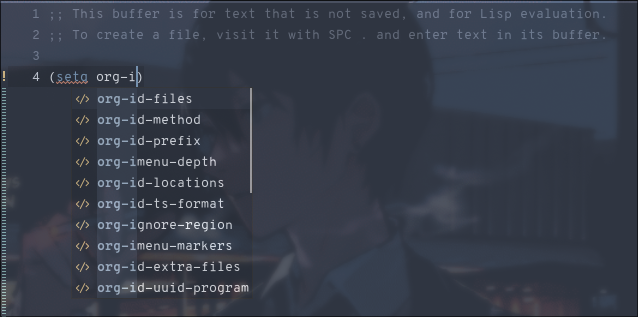 1 ;; This buffer is for text that is not saved, and for Lisp evaluation.
2 ;; To create a file, visit it with SPC . and enter text in its buffer.
3
! 4 (setq org-i)
</> org-id-files
</> org-id-method
</> org-id-prefix
</> org-imenu-depth
</> org-id-locations
</> org-id-ts-format
</> org-ignore-region
</> org-imenu-markers
</> org-id-extra-files
</> org-id-uuid-program